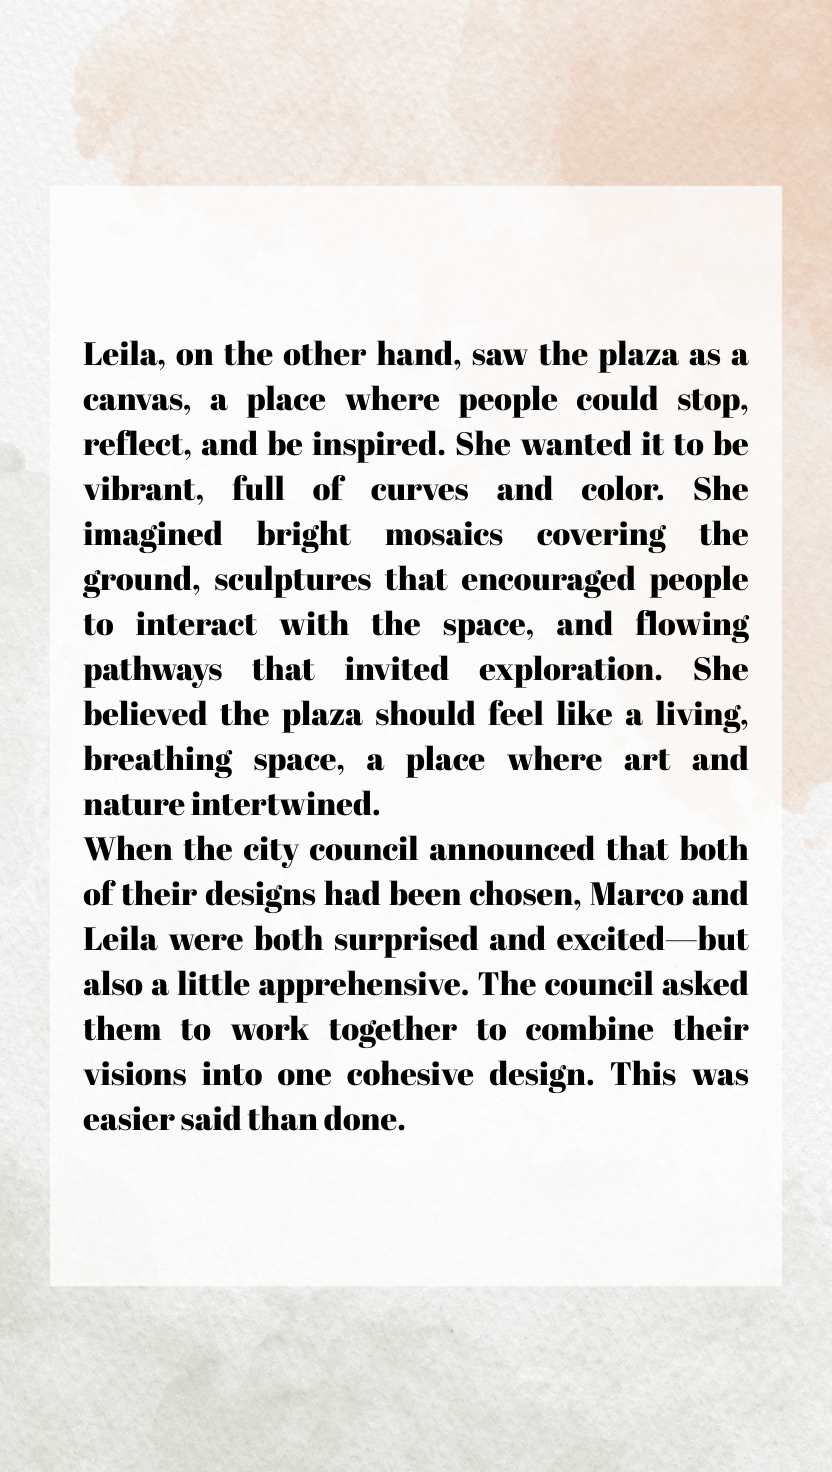 Leila, on the other hand, saw the plaza as a
canvas, a place where people could stop,
reflect, and be inspired. She wanted it to be
vibrant, full of curves and color. She
imagined bright mosaics covering the
ground, sculptures that encouraged people
to interact with the space, and flowing
pathways that invited exploration. She
believed the plaza should feel like a living,
breathing space, a place where art and
nature intertwined.
When the city council announced that both
of their designs had been chosen, Marco and
Leila were both surprised and excited—but
also a little apprehensive. The council asked
them to work together to combine their
visions into one cohesive design. This was
easier said than done.